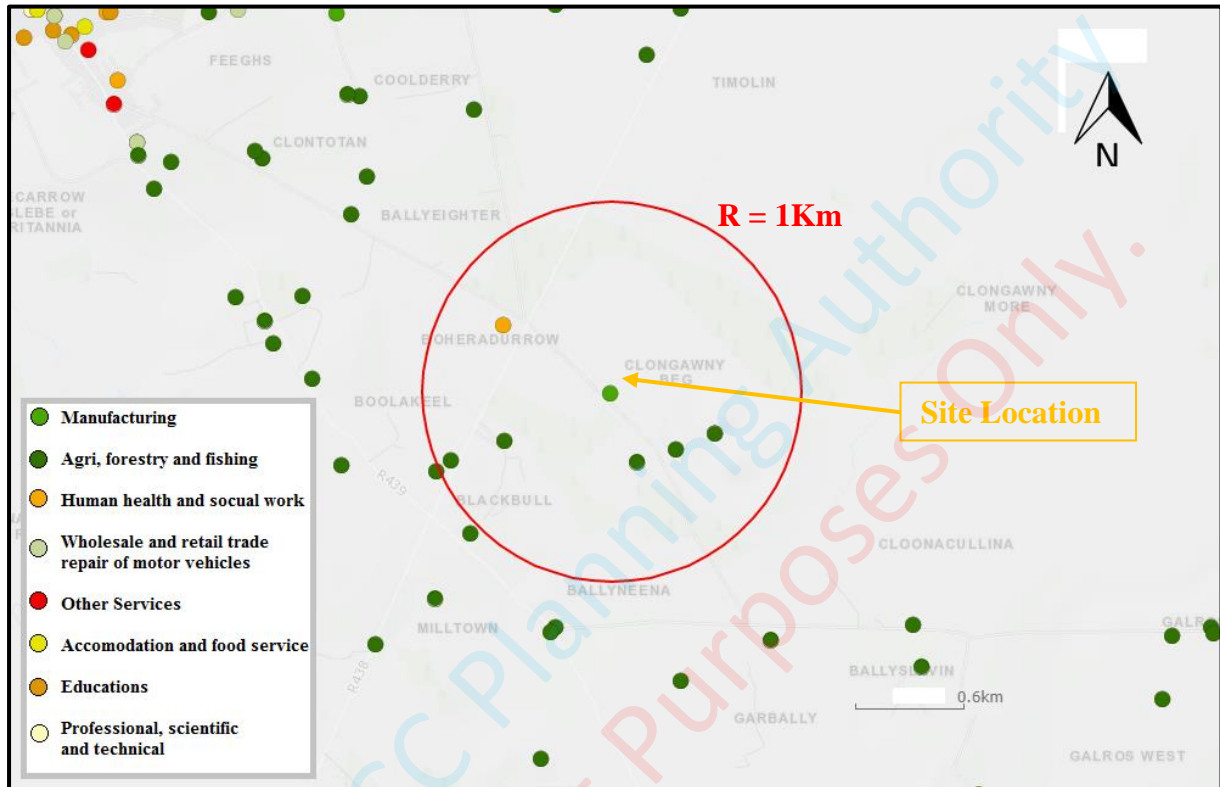 FEEGHS
COOLDERRY
TIMOLIN
N
CLONTOTAN
CARROW
LEBE or
RITANNIA
BALLYEIGHTER
R = 1Km
CLONGAWNY
MORE
BOHERADURROW
CLONGAWNY
BEG
BOOLAKEEL
Site Location
Manufacturing
Agri, forestry and fishing
Human health and socual work
Wholesale and retail trade
repair of motor vehicles
Other Services
Accomodation and food service
Educations
Professional, scientific
and technical
R439
BLACKBULL
CLOONACULLINA
BALLYNEENA
MILLTOWN
GALRO
R438
BALLYSLAVIN
0.6km
GARBALLY
GALROS WEST
CC Planning Authority
Purposes Only.